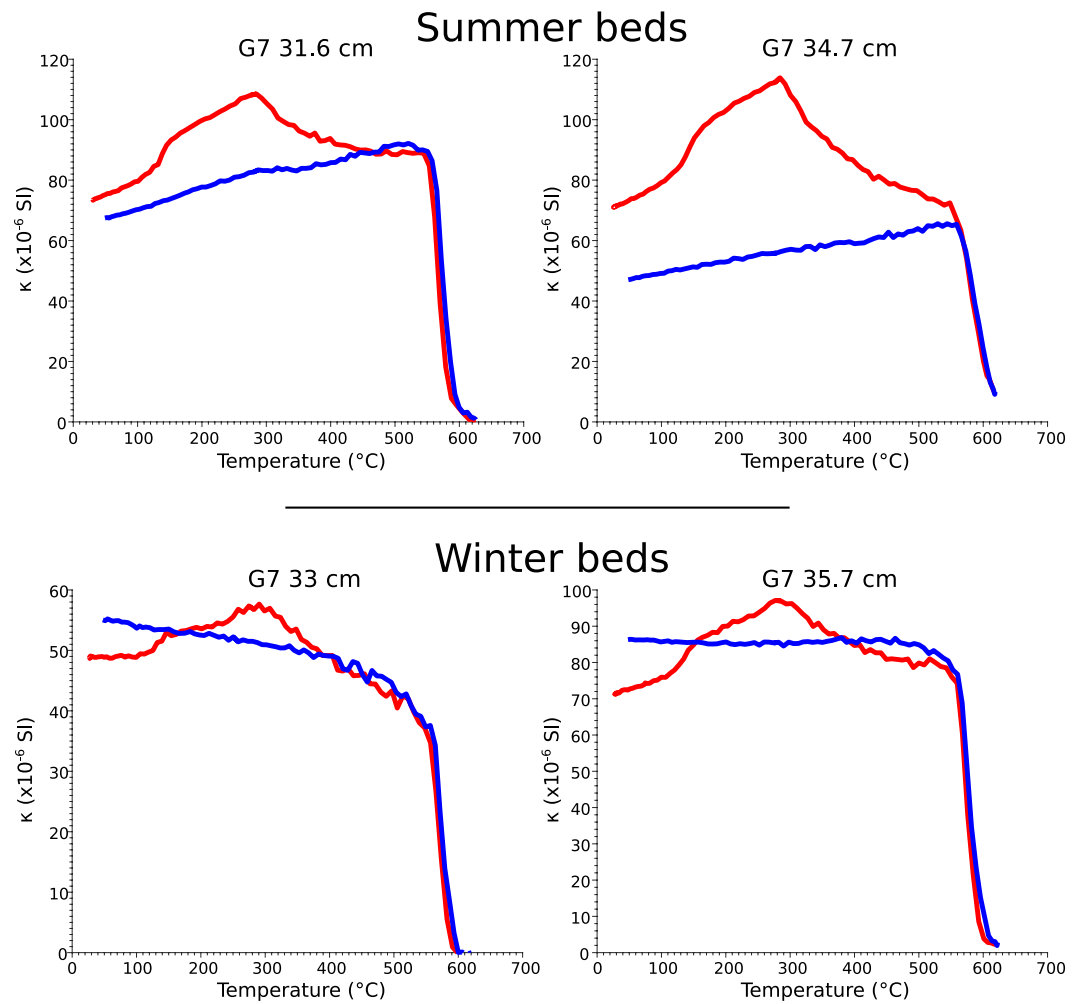 Summer beds
G7 31.6 cm
G7 34.7 cm
120
100
80
60
40
20
0
κ (x10⁻⁶ SI)
0 100 200 300 400 500 600 700
Temperature (°C)
120
100
80
60
40
20
0
κ (x10⁻⁶ SI)
0 100 200 300 400 500 600 700
Temperature (°C)
Winter beds
G7 33 cm
G7 35.7 cm
60
50
40
30
20
10
0
κ (x10⁻⁶ SI)
0 100 200 300 400 500 600 700
Temperature (°C)
100
90
80
70
60
50
40
30
20
10
0
κ (x10⁻⁶ SI)
0 100 200 300 400 500 600 700
Temperature (°C)